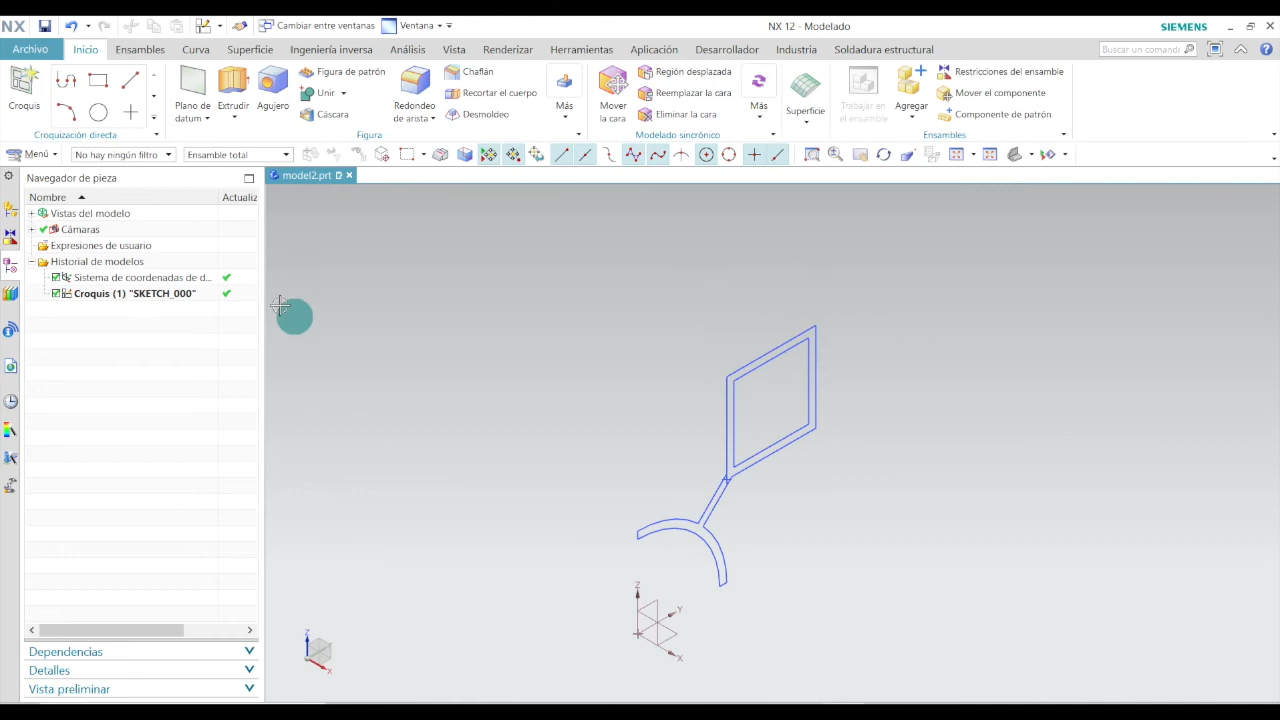 NX Cambiar entre ventanas Ventana NX 12 - Modelado SIEMENS
Archivo Inicio Ensambles Curva Superficie Ingeniería inversa Análisis Vista Renderizar Herramientas Aplicación Desarrollador Industria Soldadura estructural Buscar un comando
Croquis
Croquización directa
Plano de datum
Extrudir
Agujero
Figura de patrón
Unir
Cáscara
Redondeo de arista
Chaflán
Recortar el cuerpo
Desmoldeo
Más
Figura
Mover la cara
Región desplazada
Reemplazar la cara
Eliminar la cara
Más
Modelado sincrónico
Superficie
Trabajar en el ensamble
Agregar
Restricciones del ensamble
Mover el componente
Componente de patrón
Ensambles
Menú No hay ningún filtro Ensamble total
Navegador de pieza
model2.prt
Nombre Actualiz
Vistas del modelo
Cámaras
Expresiones de usuario
Historial de modelos
Sistema de coordenadas de d...
Croquis (1) "SKETCH_000"
Z
Y
X
Z
X
Dependencias
Detalles
Vista preliminar